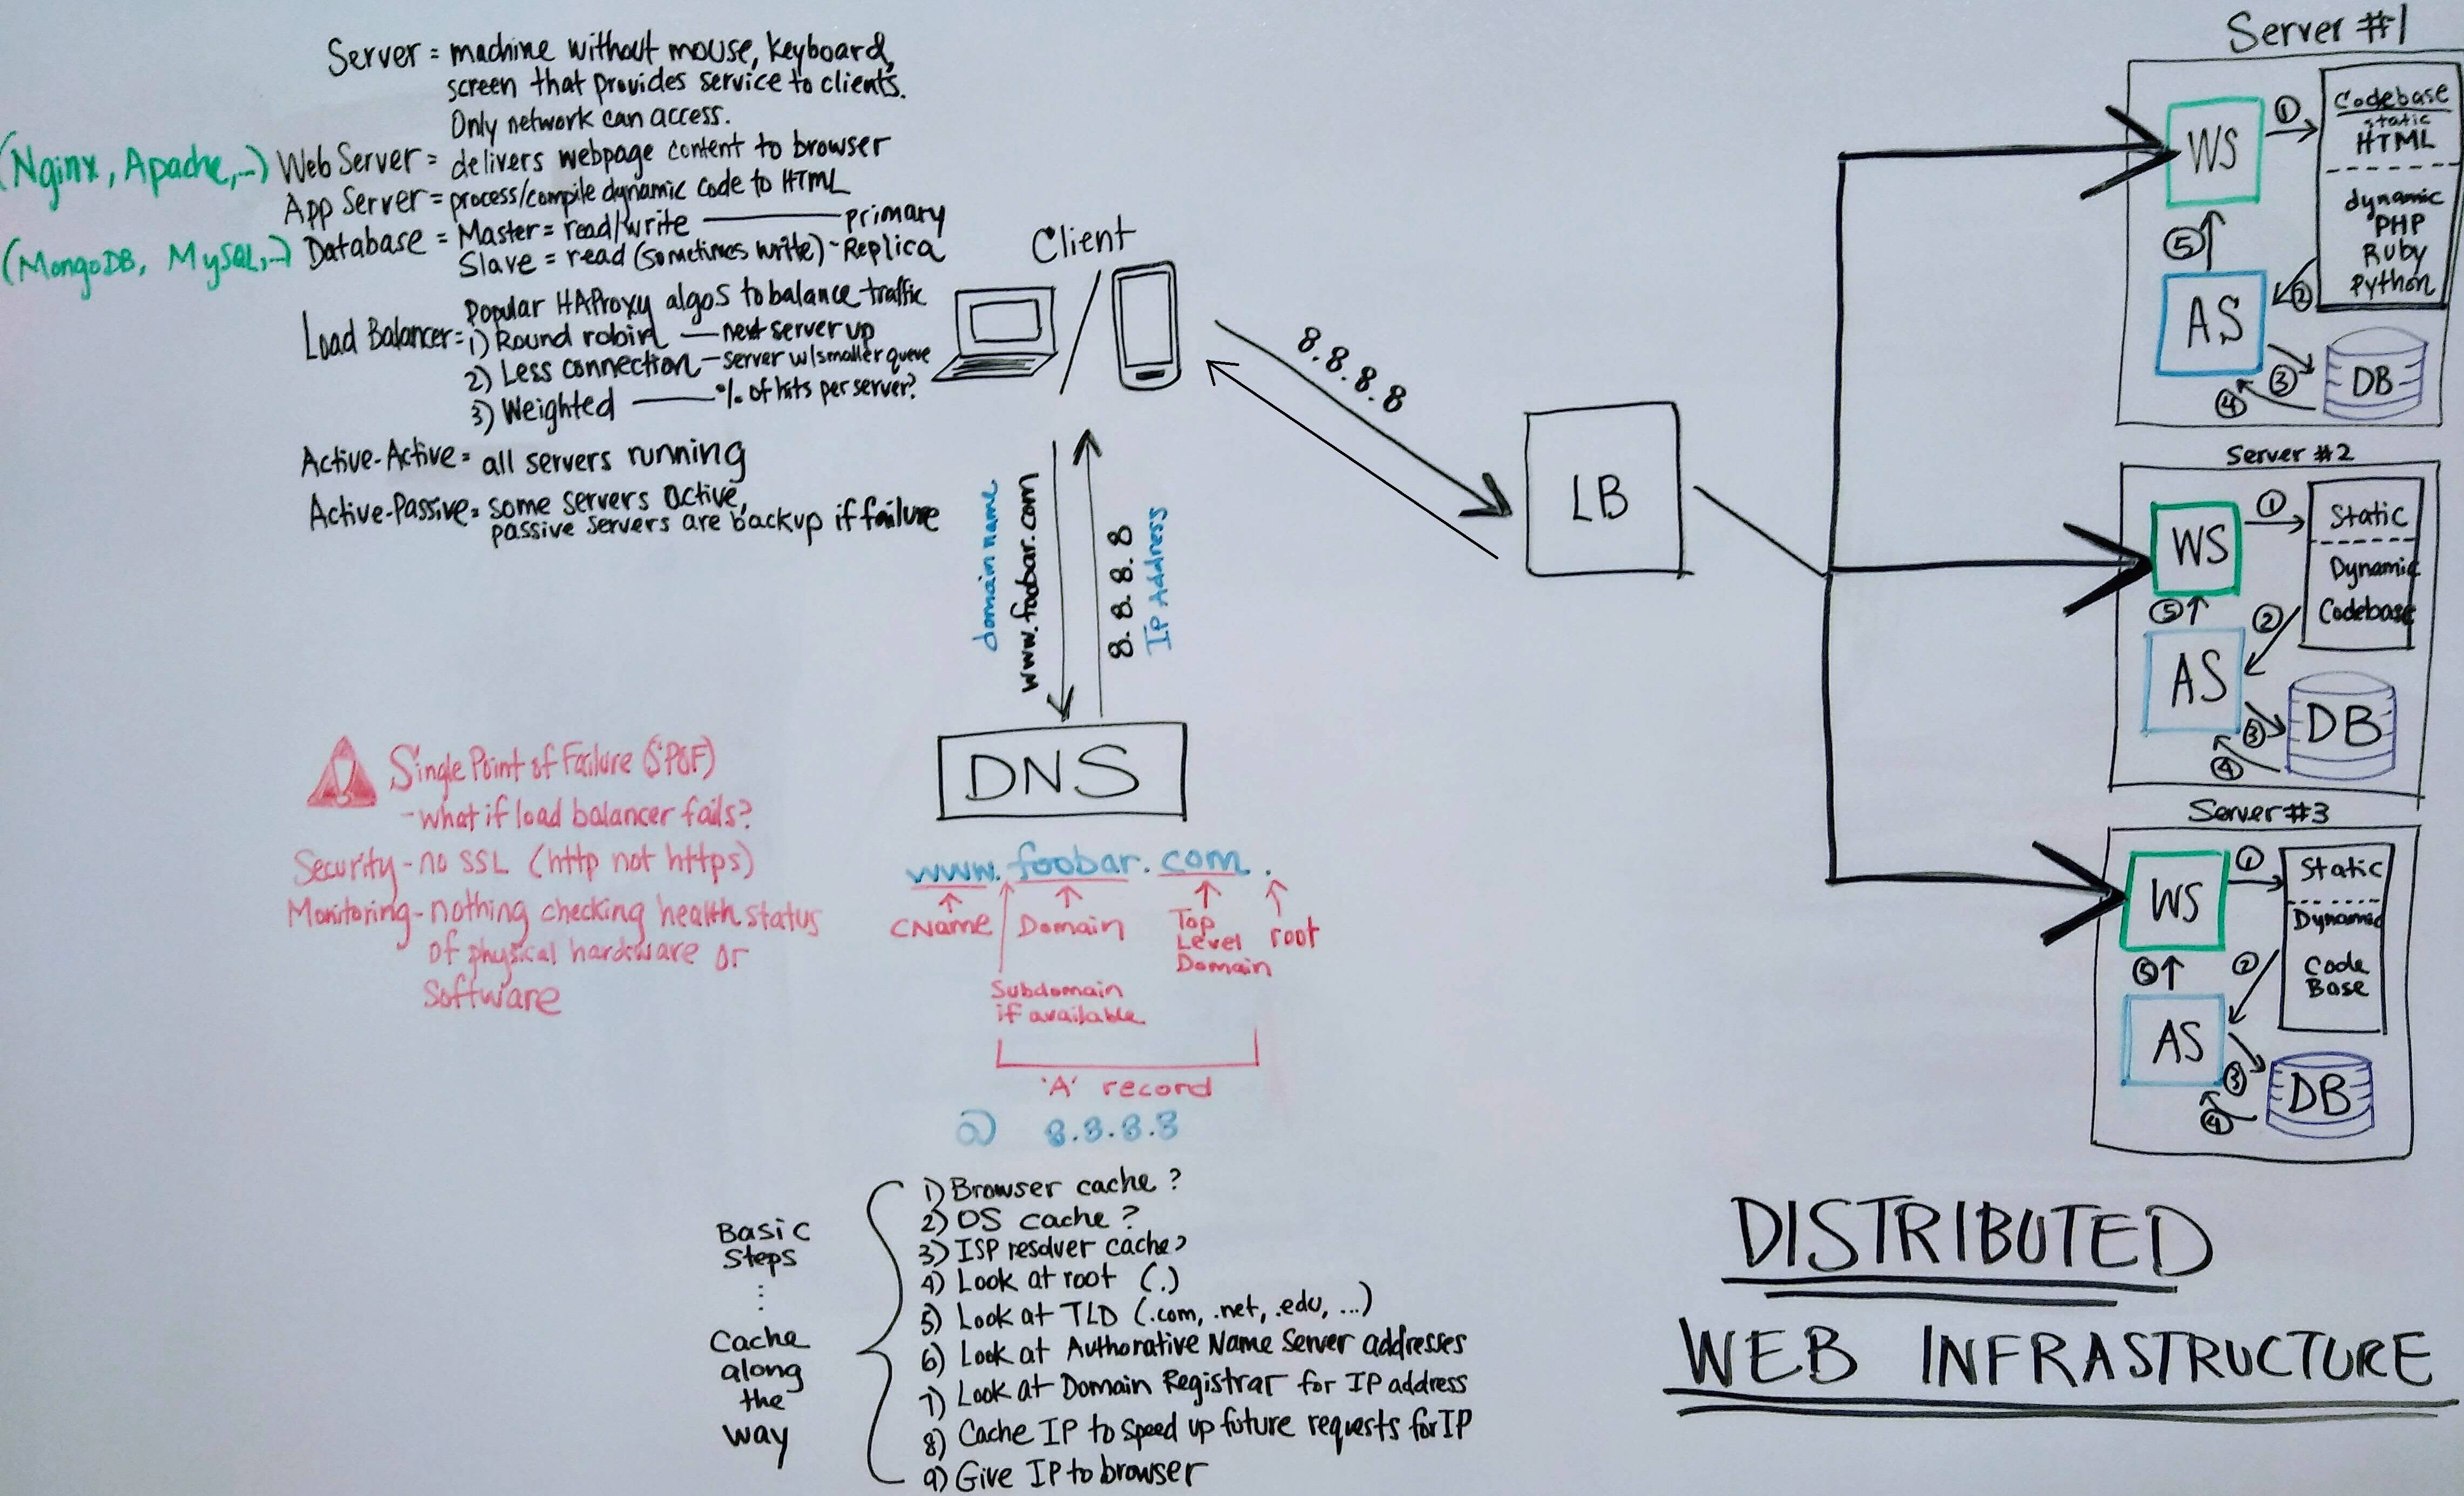 Server = machine without mouse, keyboard,
screen that provides service to clients.
Only network can access.
(Nginx, Apache,...) Web Server = delivers webpage content to browser
App Server = process/compile dynamic code to HTML
(MongoDB, MySQL,...) Database = Master = read/write — primary
Slave = read (sometimes write) - Replica
Popular HAProxy algos to balance traffic
Load Balancer = 1) Round robin — next server up
2) Less connection — server w/smaller queue
3) Weighted — % of hits per server?
Active-Active = all servers running
Active-Passive = some servers active,
passive servers are backup if failure
Client
8.8.8.8
domain name
www.foobar.com
8.8.8.8
IP Address
DNS
LB
Server #1
WS
①
Codebase
static
HTML
dynamic
PHP
Ruby
Python
⑤
②
AS
③
④
DB
Server #2
WS
①
Static
Dynamic
Codebase
⑤
②
AS
③
④
DB
Server #3
WS
①
Static
Dynamic
Code
Base
⑤
②
AS
③
④
DB
Single Point of Failure (SPOF)
- what if load balancer fails?
Security - no SSL (http not https)
Monitoring - nothing checking health status
of physical hardware or
Software
www.foobar.com.
CName
Domain
Top
Level
Domain
root
Subdomain
if available
'A' record
8.8.8.8
Basic
Steps
⋮
Cache
along
the
way
1) Browser cache?
2) OS cache?
3) ISP resolver cache?
4) Look at root (.)
5) Look at TLD (.com, .net, .edu, ...)
6) Look at Authorative Name Server addresses
7) Look at Domain Registrar for IP address
8) Cache IP to speed up future requests for IP
9) Give IP to browser
DISTRIBUTED
WEB INFRASTRUCTURE